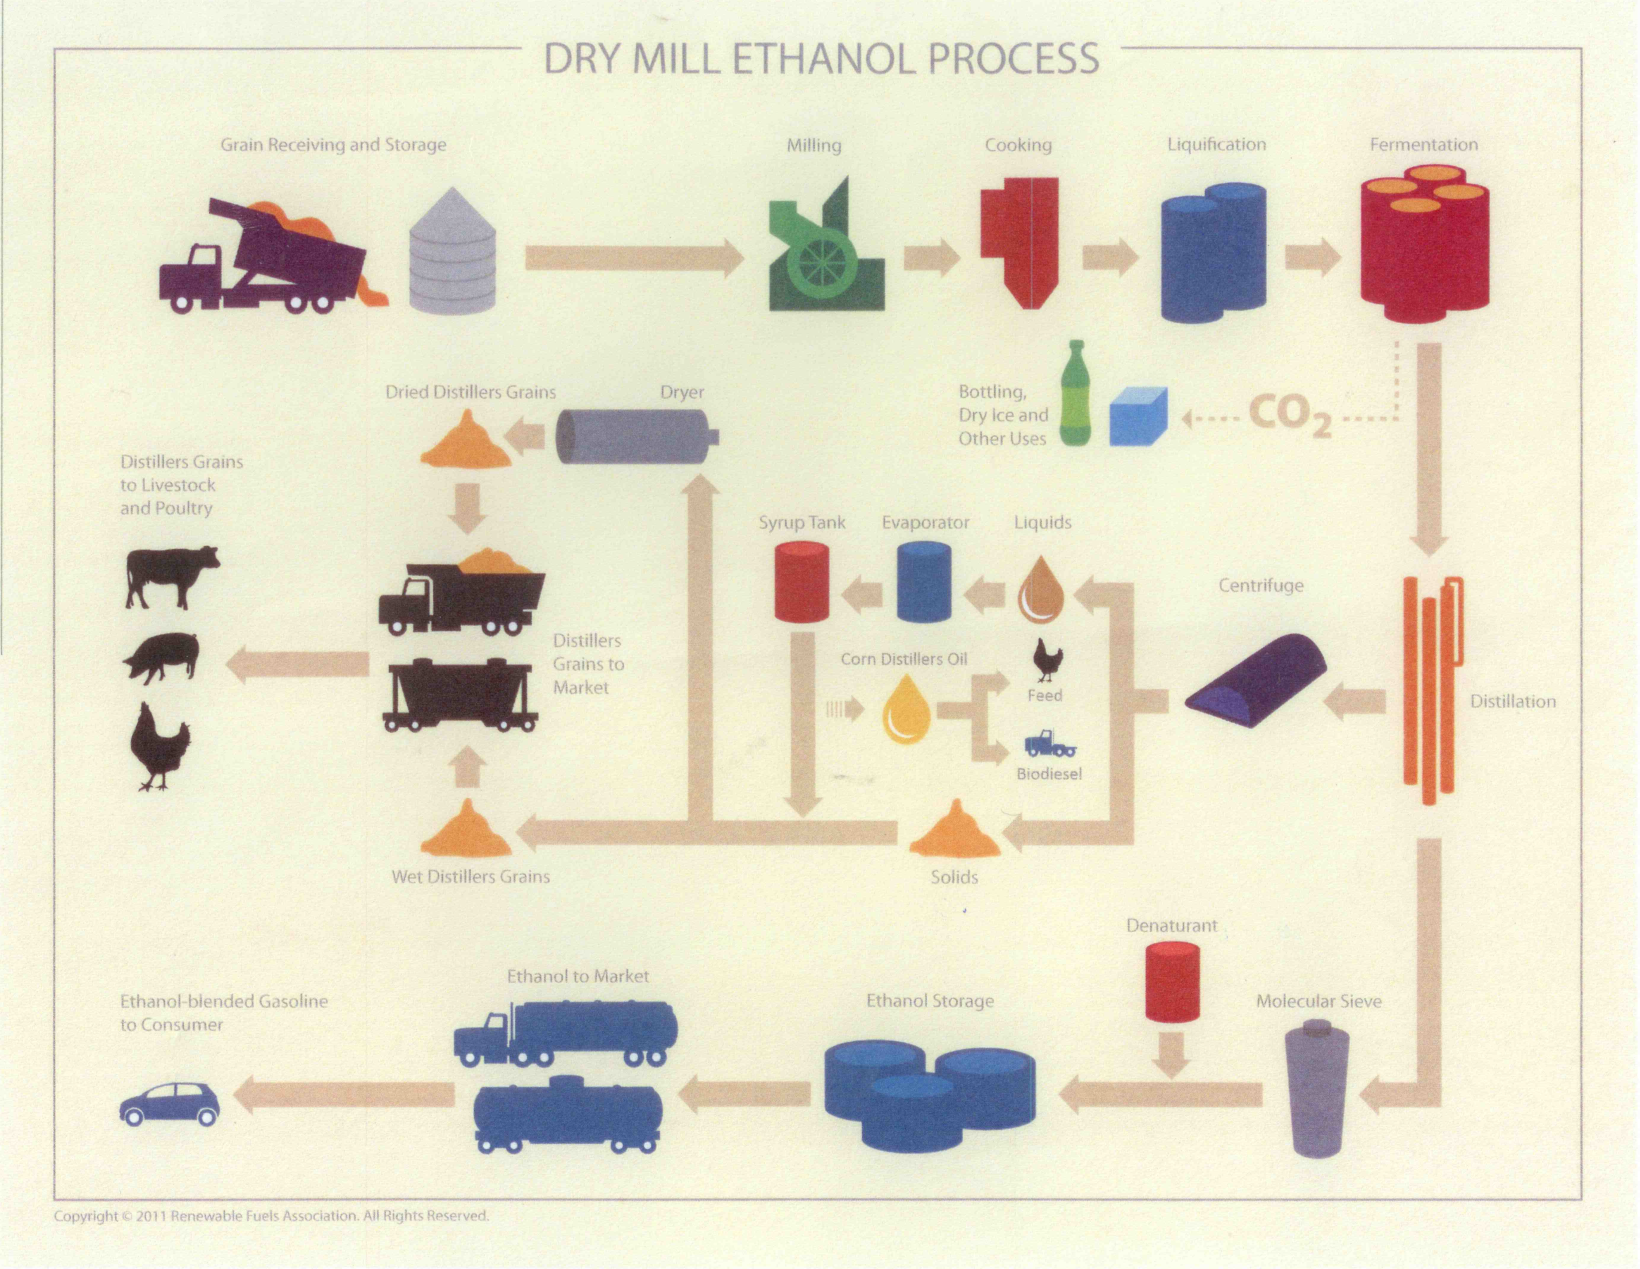 DRY MILL ETHANOL PROCESS
Grain Receiving and Storage
Milling
Cooking
Liquification
Fermentation
Dried Distillers Grains
Dryer
Bottling,
Dry Ice and
Other Uses
CO2
Distillers Grains
to Livestock
and Poultry
Syrup Tank
Evaporator
Liquids
Centrifuge
Distillers
Grains to
Market
Corn Distillers Oil
Feed
Biodiesel
Distillation
Wet Distillers Grains
Solids
Denaturant
Ethanol to Market
Ethanol-blended Gasoline
to Consumer
Ethanol Storage
Molecular Sieve
Copyright © 2011 Renewable Fuels Association. All Rights Reserved.